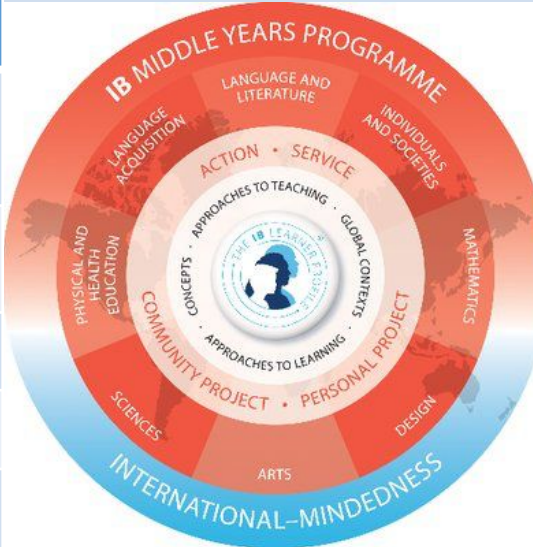 IB MIDDLE YEARS PROGRAMME
LANGUAGE AND
LITERATURE
INDIVIDUALS
AND SOCIETIES
MATHEMATICS
DESIGN
ARTS
SCIENCES
PHYSICAL AND
HEALTH
EDUCATION
LANGUAGE
ACQUISITION
ACTION • SERVICE
PERSONAL PROJECT
•
COMMUNITY PROJECT
APPROACHES TO TEACHING
·
GLOBAL CONTEXTS
·
APPROACHES TO LEARNING
·
CONCEPTS
·
THE IB LEARNER PROFILE
INTERNATIONAL–MINDEDNESS